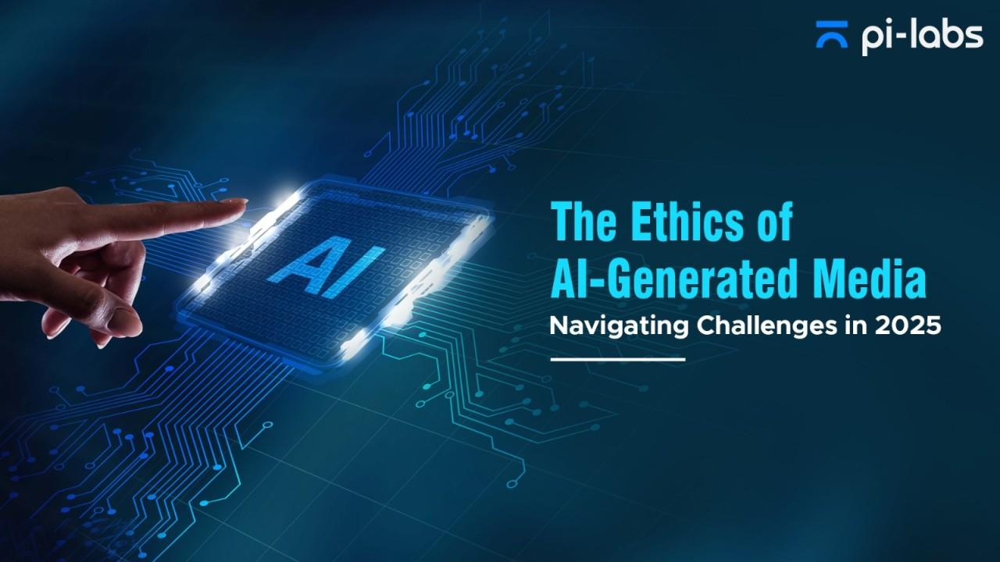 pi-labs
AI
The Ethics of
AI-Generated Media
Navigating Challenges in 2025